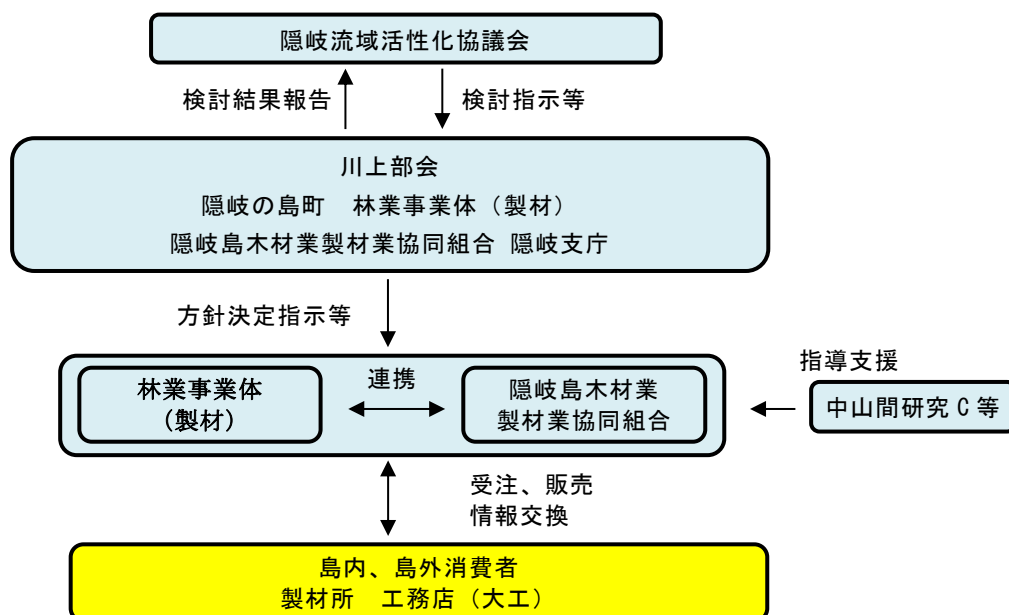 隠岐流域活性化協議会
検討結果報告
検討指示等
川上部会
隠岐の島町　林業事業体（製材）
隠岐島木材業製材業協同組合 隠岐支庁
方針決定指示等
林業事業体
（製材）
連携
隠岐島木材業
製材業協同組合
指導支援
中山間研究 C 等
受注、販売
情報交換
島内、島外消費者
製材所　工務店（大工）